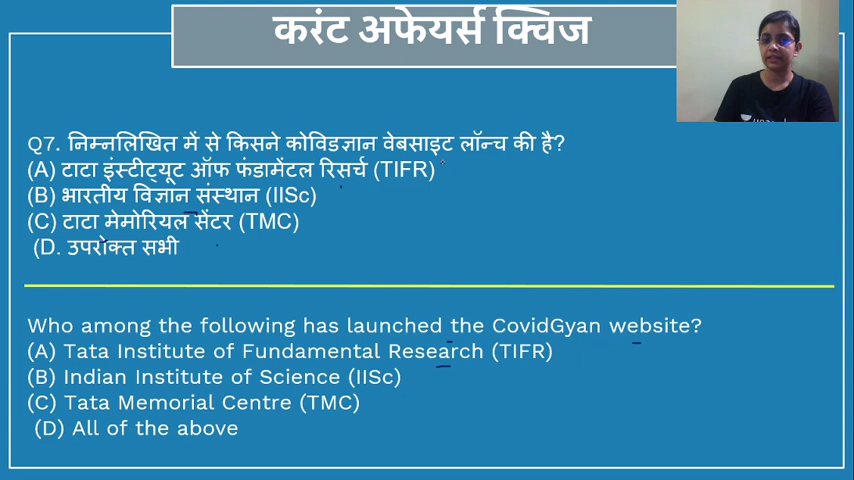 करंट अफेयर्स क्विज
Q7. निम्नलिखित में से किसने कोविडज्ञान वेबसाइट लॉन्च की है?
(A) टाटा इंस्टीट्यूट ऑफ फंडामेंटल रिसर्च (TIFR)
(B) भारतीय विज्ञान संस्थान (IISc)
(C) टाटा मेमोरियल सेंटर (TMC)
(D. उपरोक्त सभी
Who among the following has launched the CovidGyan website?
(A) Tata Institute of Fundamental Research (TIFR)
(B) Indian Institute of Science (IISc)
(C) Tata Memorial Centre (TMC)
(D) All of the above